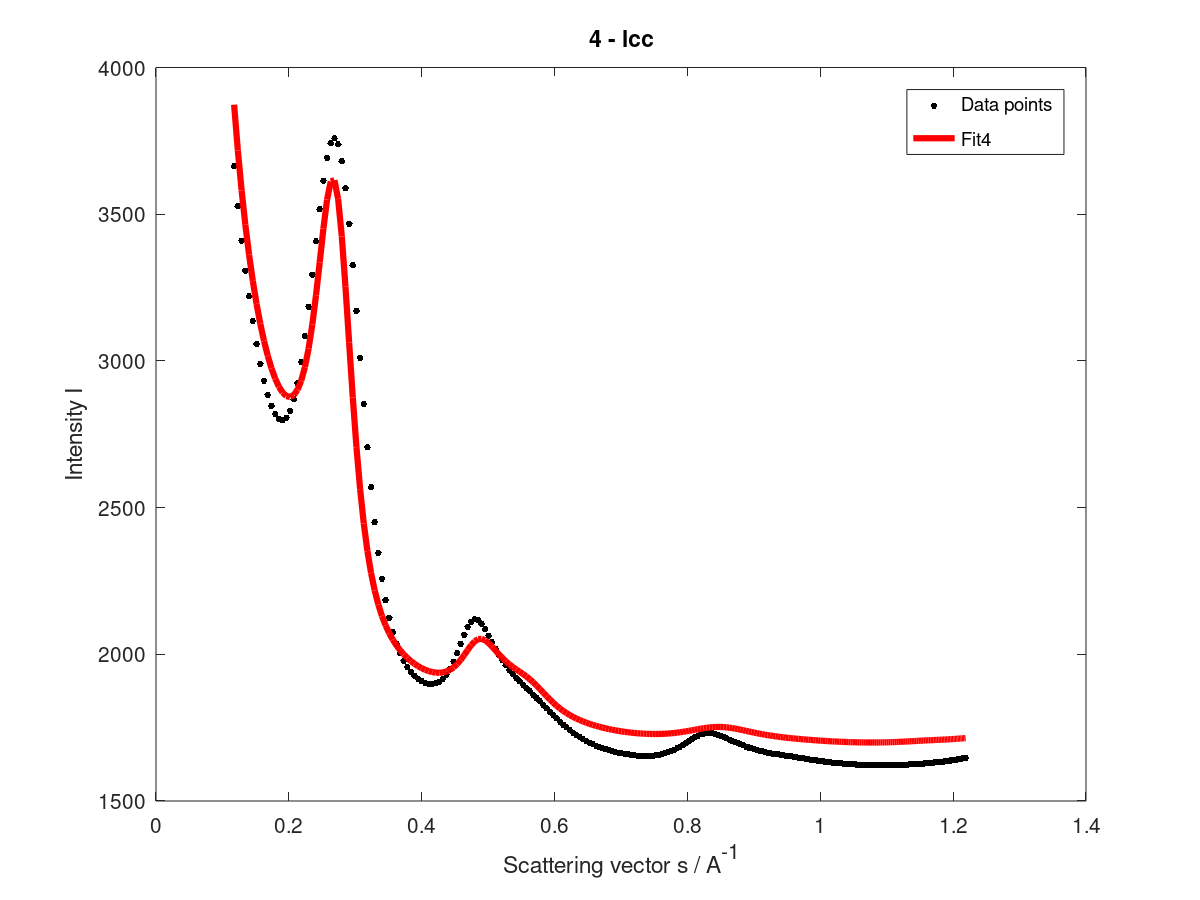 4 - Icc
4000
3500
3000
2500
2000
1500
Intensity I
Data points
Fit4
0 0.2 0.4 0.6 0.8 1 1.2 1.4
Scattering vector s / A^-1